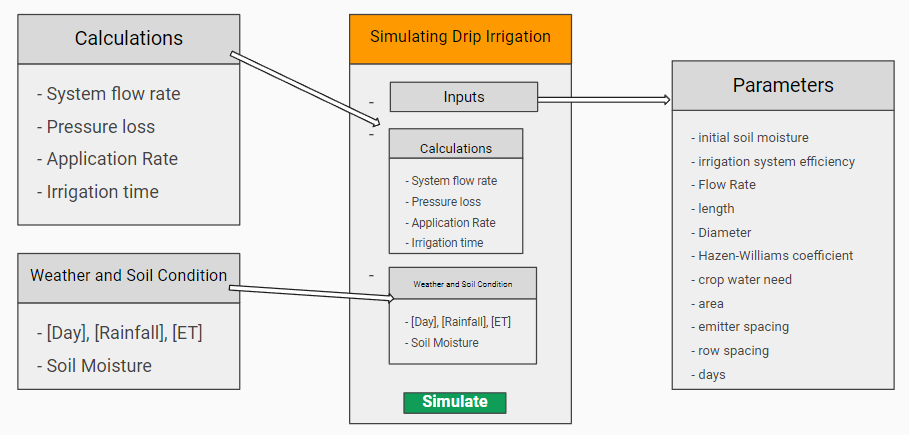 Calculations
- System flow rate
- Pressure loss
- Application Rate
- Irrigation time
Weather and Soil Condition
- [Day], [Rainfall], [ET]
- Soil Moisture
Simulating Drip Irrigation
-
Inputs
-
Calculations
- System flow rate
- Pressure loss
- Application Rate
- Irrigation time
-
Weather and Soil Condition
- [Day], [Rainfall], [ET]
- Soil Moisture
Simulate
Parameters
- initial soil moisture
- irrigation system efficiency
- Flow Rate
- length
- Diameter
- Hazen-Williams coefficient
- crop water need
- area
- emitter spacing
- row spacing
- days